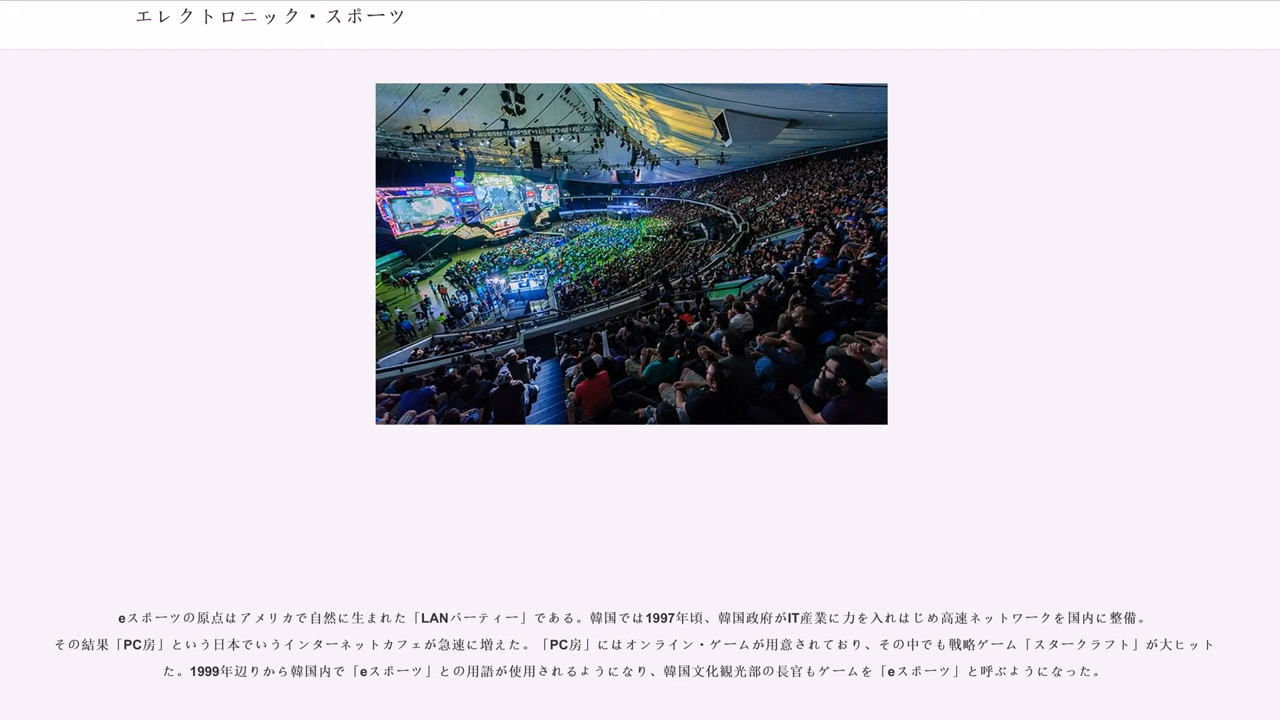 エレクトロニック・スポーツ
eスポーツの原点はアメリカで自然に生まれた「LANパーティー」である。韓国では1997年頃、韓国政府がIT産業に力を入れはじめ高速ネットワークを国内に整備。
その結果「PC房」という日本でいうインターネットカフェが急速に増えた。「PC房」にはオンライン・ゲームが用意されており、その中でも戦略ゲーム「スタークラフト」が大ヒット
た。1999年辺りから韓国内で「eスポーツ」との用語が使用されるようになり、韓国文化観光部の長官もゲームを「eスポーツ」と呼ぶようになった。